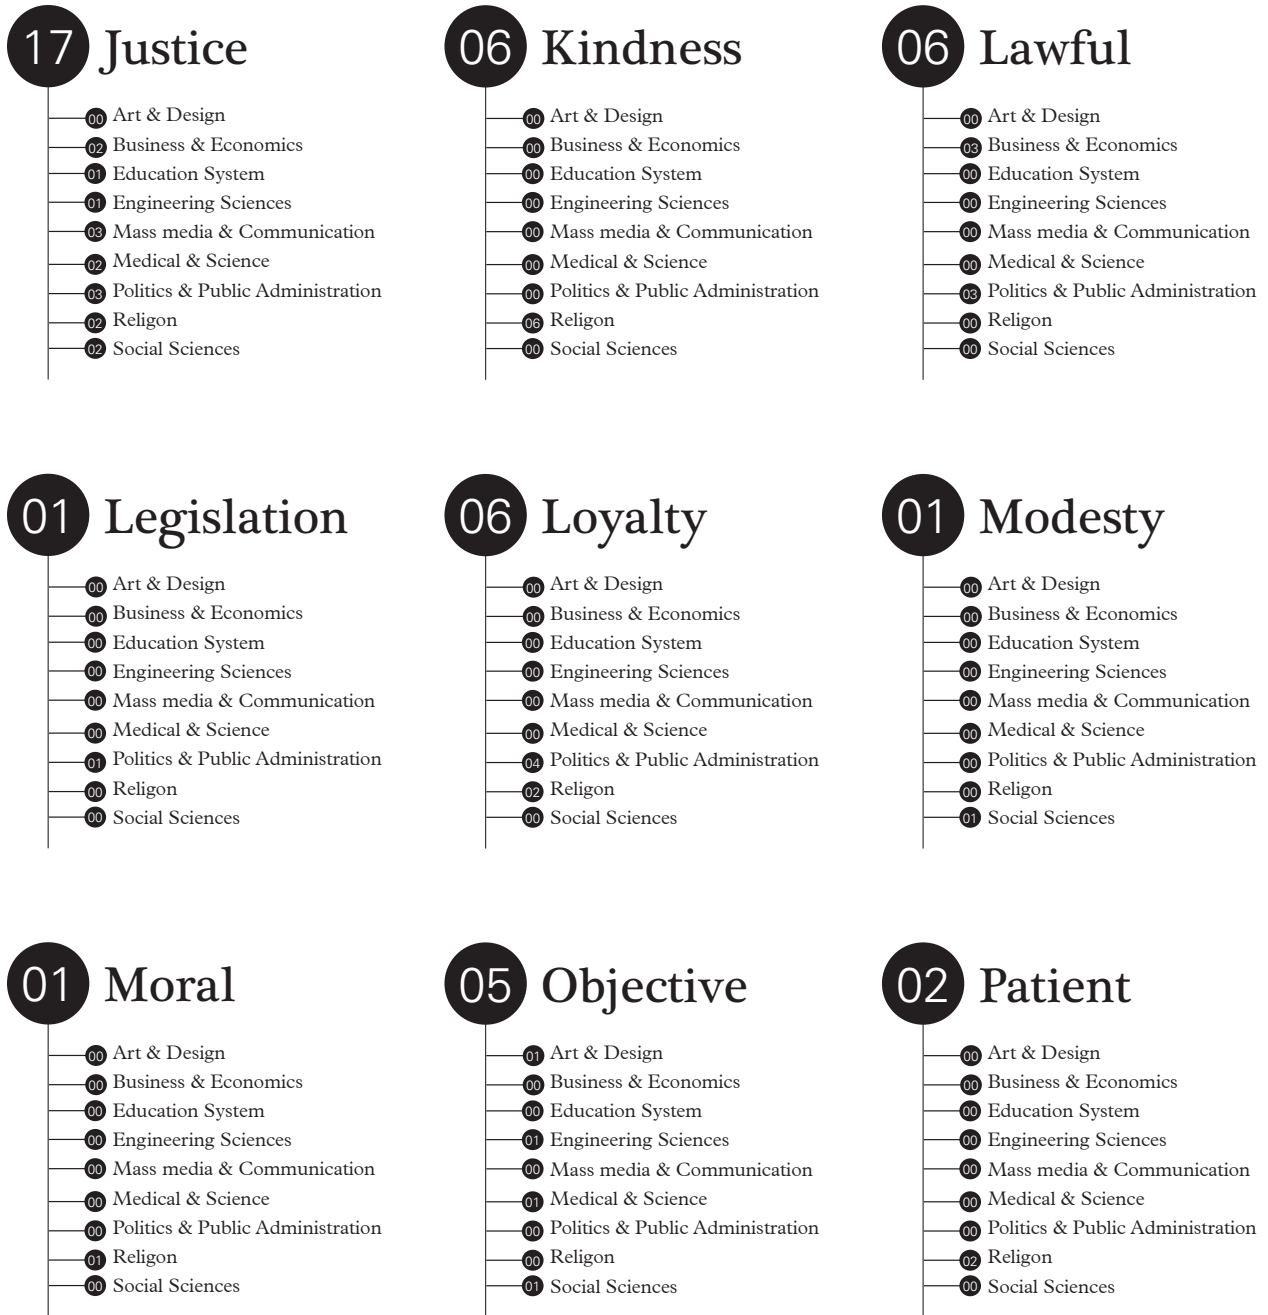 17 Justice
00 Art & Design
02 Business & Economics
01 Education System
01 Engineering Sciences
03 Mass media & Communication
02 Medical & Science
03 Politics & Public Administration
02 Religon
02 Social Sciences
06 Kindness
00 Art & Design
00 Business & Economics
00 Education System
00 Engineering Sciences
00 Mass media & Communication
00 Medical & Science
00 Politics & Public Administration
06 Religon
00 Social Sciences
06 Lawful
00 Art & Design
03 Business & Economics
00 Education System
00 Engineering Sciences
00 Mass media & Communication
00 Medical & Science
03 Politics & Public Administration
00 Religon
00 Social Sciences
01 Legislation
00 Art & Design
00 Business & Economics
00 Education System
00 Engineering Sciences
00 Mass media & Communication
00 Medical & Science
01 Politics & Public Administration
00 Religon
00 Social Sciences
06 Loyalty
00 Art & Design
00 Business & Economics
00 Education System
00 Engineering Sciences
00 Mass media & Communication
00 Medical & Science
04 Politics & Public Administration
02 Religon
00 Social Sciences
01 Modesty
00 Art & Design
00 Business & Economics
00 Education System
00 Engineering Sciences
00 Mass media & Communication
00 Medical & Science
00 Politics & Public Administration
00 Religon
01 Social Sciences
01 Moral
00 Art & Design
00 Business & Economics
00 Education System
00 Engineering Sciences
00 Mass media & Communication
00 Medical & Science
00 Politics & Public Administration
01 Religon
00 Social Sciences
05 Objective
01 Art & Design
00 Business & Economics
00 Education System
01 Engineering Sciences
00 Mass media & Communication
01 Medical & Science
00 Politics & Public Administration
00 Religon
01 Social Sciences
02 Patient
00 Art & Design
00 Business & Economics
00 Education System
00 Engineering Sciences
00 Mass media & Communication
00 Medical & Science
00 Politics & Public Administration
02 Religon
00 Social Sciences